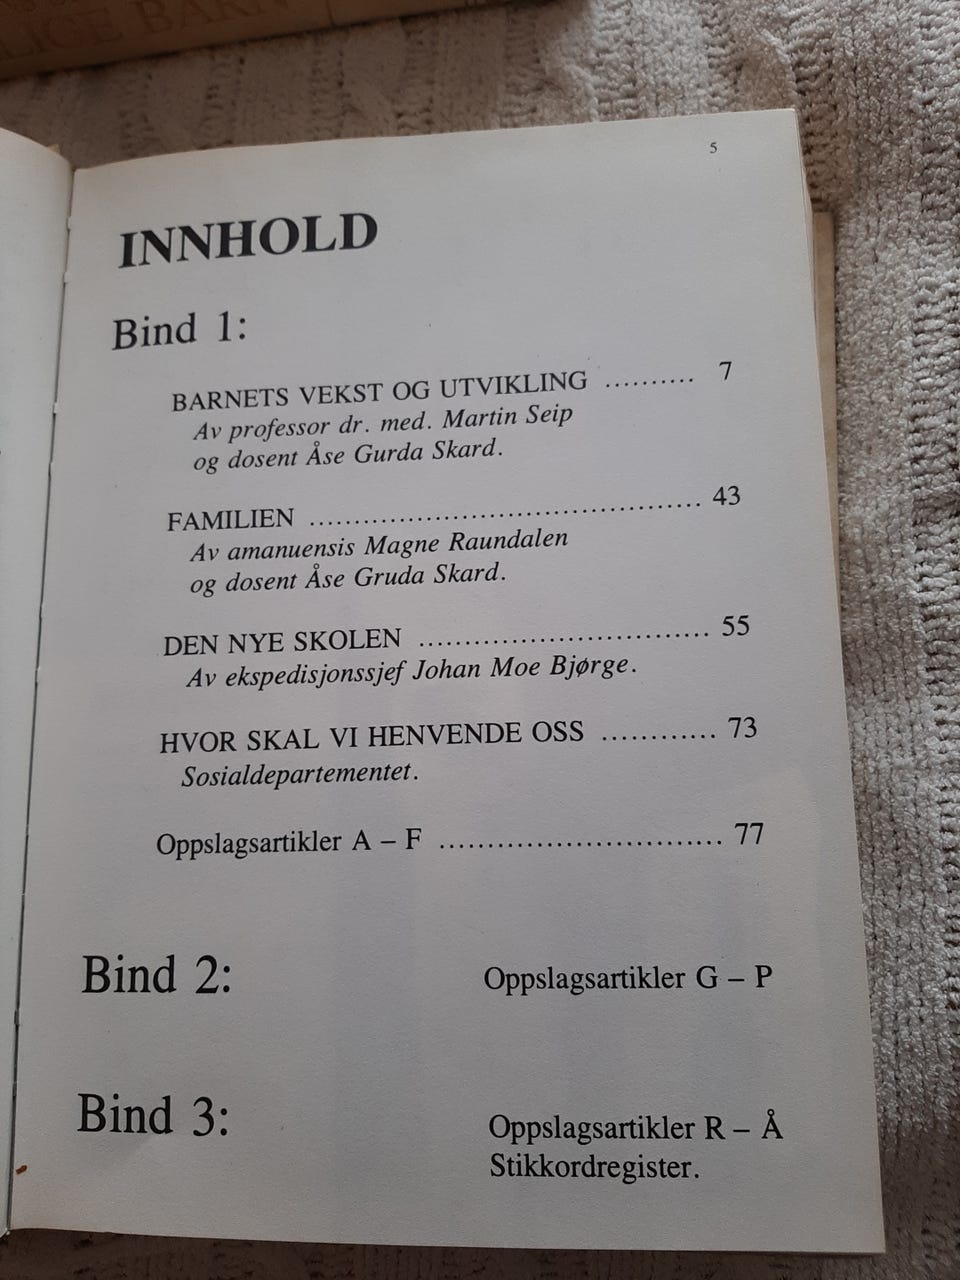 LIGE BARN
5
INNHOLD
Bind 1:
BARNETS VEKST OG UTVIKLING .......... 7
Av professor dr. med. Martin Seip
og dosent Åse Gurda Skard.
FAMILIEN ............................................ 43
Av amanuensis Magne Raundalen
og dosent Åse Gruda Skard.
DEN NYE SKOLEN .............................. 55
Av ekspedisjonssjef Johan Moe Bjørge.
HVOR SKAL VI HENVENDE OSS ............ 73
Sosialdepartementet.
Oppslagsartikler A – F ............................. 77
Bind 2: Oppslagsartikler G – P
Bind 3: Oppslagsartikler R – Å
Stikkordregister.